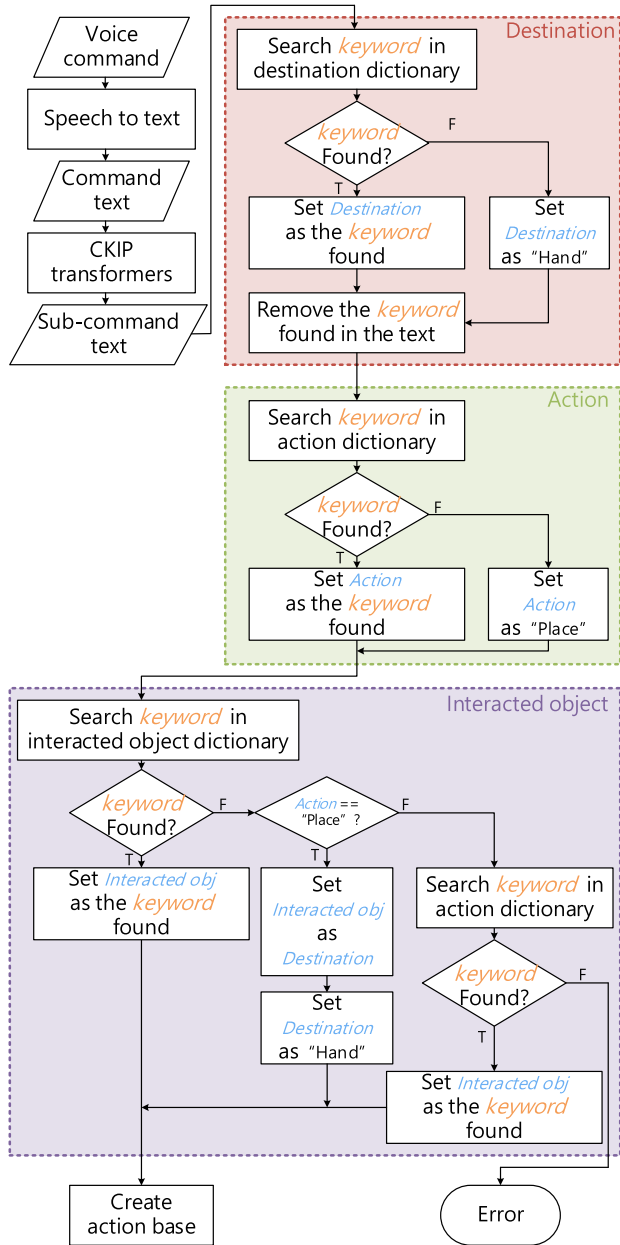 Voice
command
Speech to text
Command
text
CKIP
transformers
Sub-command
text
Destination
Search keyword in
destination dictionary
keyword
Found?
F
T
Set Destination
as the keyword
found
Set
Destination
as “Hand”
Remove the keyword
found in the text
Action
Search keyword in
action dictionary
keyword
Found?
F
T
Set Action
as the keyword
found
Set
Action
as “Place”
Interacted object
Search keyword in
interacted object dictionary
keyword
Found?
F
T
Action ==
“Place” ?
F
T
Set Interacted obj
as the keyword
found
Set
Interacted obj
as
Destination
Set
Destination
as “Hand”
Search keyword in
action dictionary
keyword
Found?
F
T
Set Interacted obj
as the keyword
found
Create
action base
Error